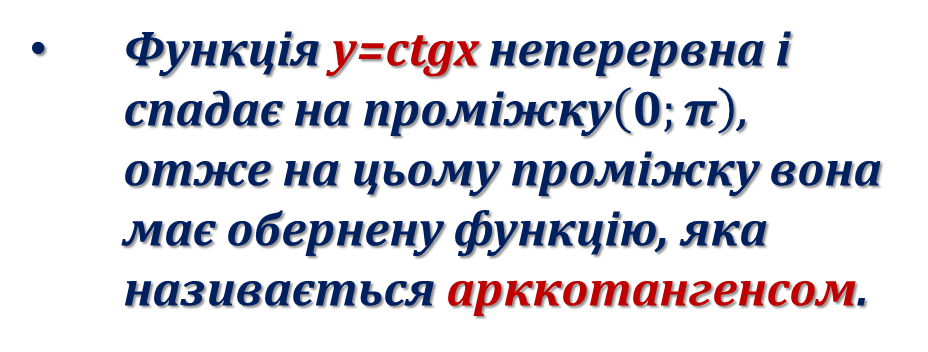 • Функція y=ctgx неперервна і
спадає на проміжку(0; π),
отже на цьому проміжку вона
має обернену функцію, яка
називається арккотангенсом.